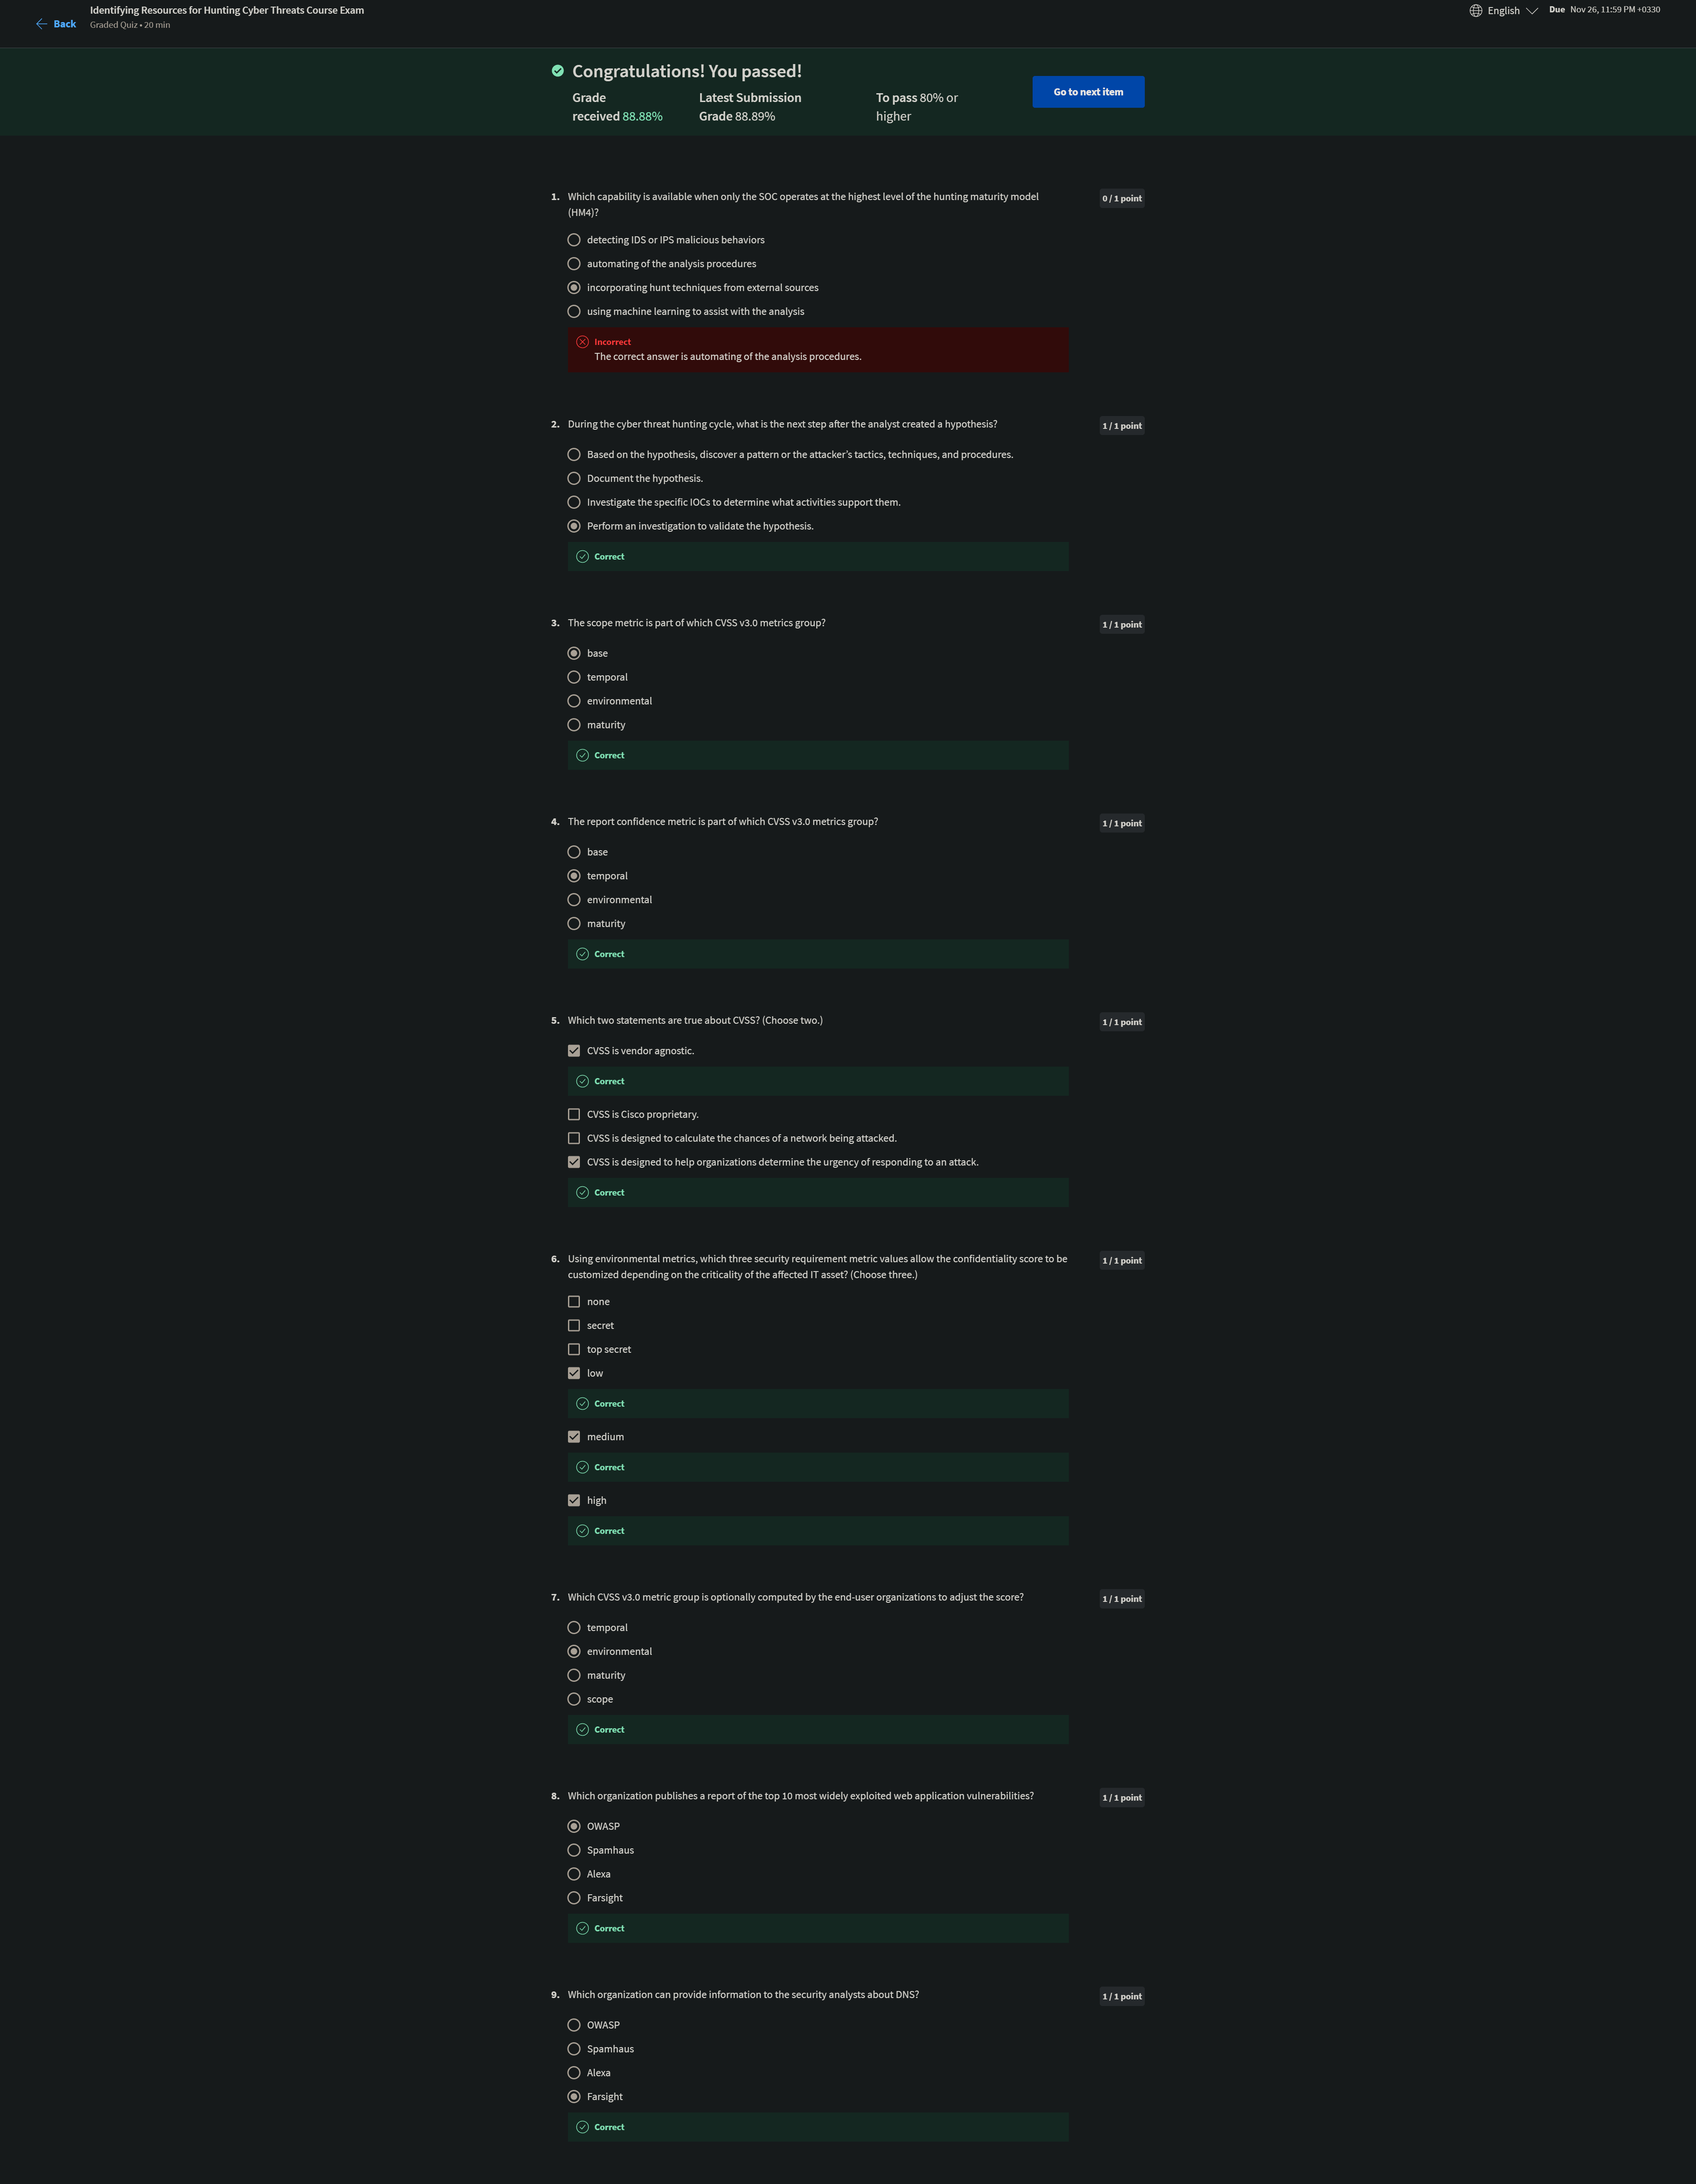 Back
Identifying Resources for Hunting Cyber Threats Course Exam
Graded Quiz • 20 min
English
Due Nov 26, 11:59 PM +0330
Congratulations! You passed!
Grade
received 88.88%
Latest Submission
Grade 88.89%
To pass 80% or
higher
Go to next item
1. Which capability is available when only the SOC operates at the highest level of the hunting maturity model
(HM4)?
0 / 1 point
detecting IDS or IPS malicious behaviors
automating of the analysis procedures
incorporating hunt techniques from external sources
using machine learning to assist with the analysis
Incorrect
The correct answer is automating of the analysis procedures.
2. During the cyber threat hunting cycle, what is the next step after the analyst created a hypothesis?
1 / 1 point
Based on the hypothesis, discover a pattern or the attacker's tactics, techniques, and procedures.
Document the hypothesis.
Investigate the specific IOCs to determine what activities support them.
Perform an investigation to validate the hypothesis.
Correct
3. The scope metric is part of which CVSS v3.0 metrics group?
1 / 1 point
base
temporal
environmental
maturity
Correct
4. The report confidence metric is part of which CVSS v3.0 metrics group?
1 / 1 point
base
temporal
environmental
maturity
Correct
5. Which two statements are true about CVSS? (Choose two.)
1 / 1 point
CVSS is vendor agnostic.
Correct
CVSS is Cisco proprietary.
CVSS is designed to calculate the chances of a network being attacked.
CVSS is designed to help organizations determine the urgency of responding to an attack.
Correct
6. Using environmental metrics, which three security requirement metric values allow the confidentiality score to be
customized depending on the criticality of the affected IT asset? (Choose three.)
1 / 1 point
none
secret
top secret
low
Correct
medium
Correct
high
Correct
7. Which CVSS v3.0 metric group is optionally computed by the end-user organizations to adjust the score?
1 / 1 point
temporal
environmental
maturity
scope
Correct
8. Which organization publishes a report of the top 10 most widely exploited web application vulnerabilities?
1 / 1 point
OWASP
Spamhaus
Alexa
Farsight
Correct
9. Which organization can provide information to the security analysts about DNS?
1 / 1 point
OWASP
Spamhaus
Alexa
Farsight
Correct